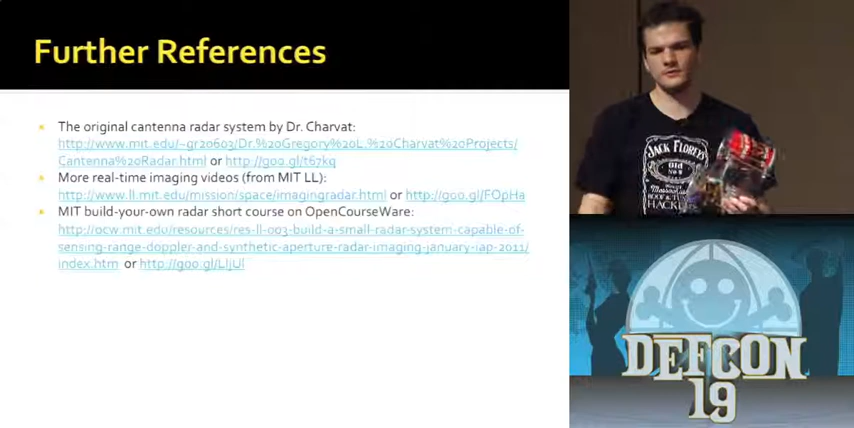 Further References
The original cantenna radar system by Dr. Charvat:
http://www.mit.edu/~gr20603/Dr.%20Gregory%20L.%20Charvat%20Projects/
Cantenna%20Radar.html or http://goo.gl/t67kq
More real-time imaging videos (from MIT LL):
http://www.ll.mit.edu/mission/space/imagingradar.html or http://goo.gl/FOpHa
MIT build-your-own radar short course on OpenCourseWare:
http://ocw.mit.edu/resources/res-ll-003-build-a-small-radar-system-capable-of-
sensing-range-doppler-and-synthetic-aperture-radar-imaging-january-iap-2011/
index.htm or http://goo.gl/LIjUl
JACK FLOREY
Old
No
HACK
DEFCON
19